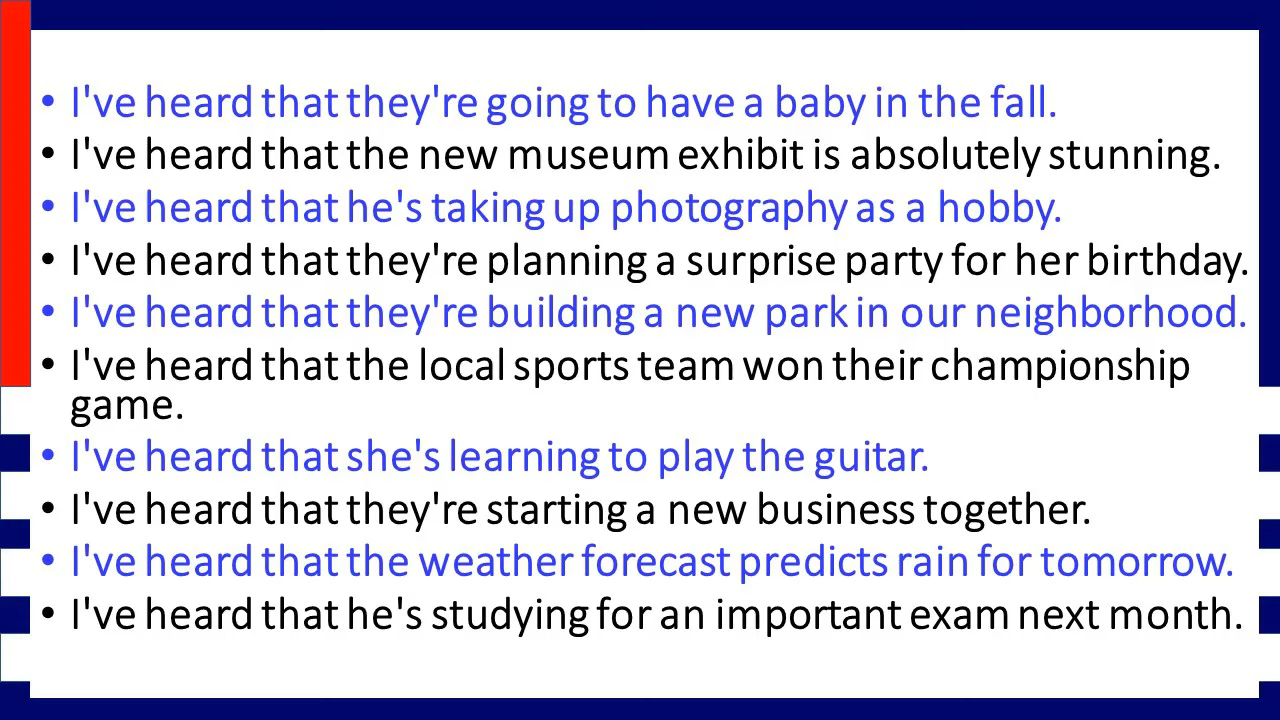 • I've heard that they're going to have a baby in the fall.
• I've heard that the new museum exhibit is absolutely stunning.
• I've heard that he's taking up photography as a hobby.
• I've heard that they're planning a surprise party for her birthday.
• I've heard that they're building a new park in our neighborhood.
• I've heard that the local sports team won their championship
game.
• I've heard that she's learning to play the guitar.
• I've heard that they're starting a new business together.
• I've heard that the weather forecast predicts rain for tomorrow.
• I've heard that he's studying for an important exam next month.